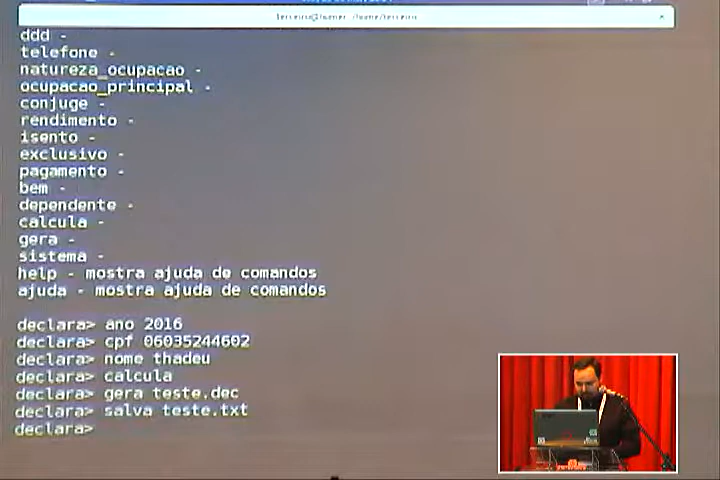 ddd -
telefone -
natureza_ocupacao -
ocupacao_principal -
conjuge -
rendimento -
isento -
exclusivo -
pagamento -
bem -
dependente -
calcula -
gera -
sistema -
help - mostra ajuda de comandos
ajuda - mostra ajuda de comandos
declara> ano 2016
declara> cpf 06035244602
declara> nome thadeu
declara> calcula
declara> gera teste.dec
declara> salva teste.txt
declara>